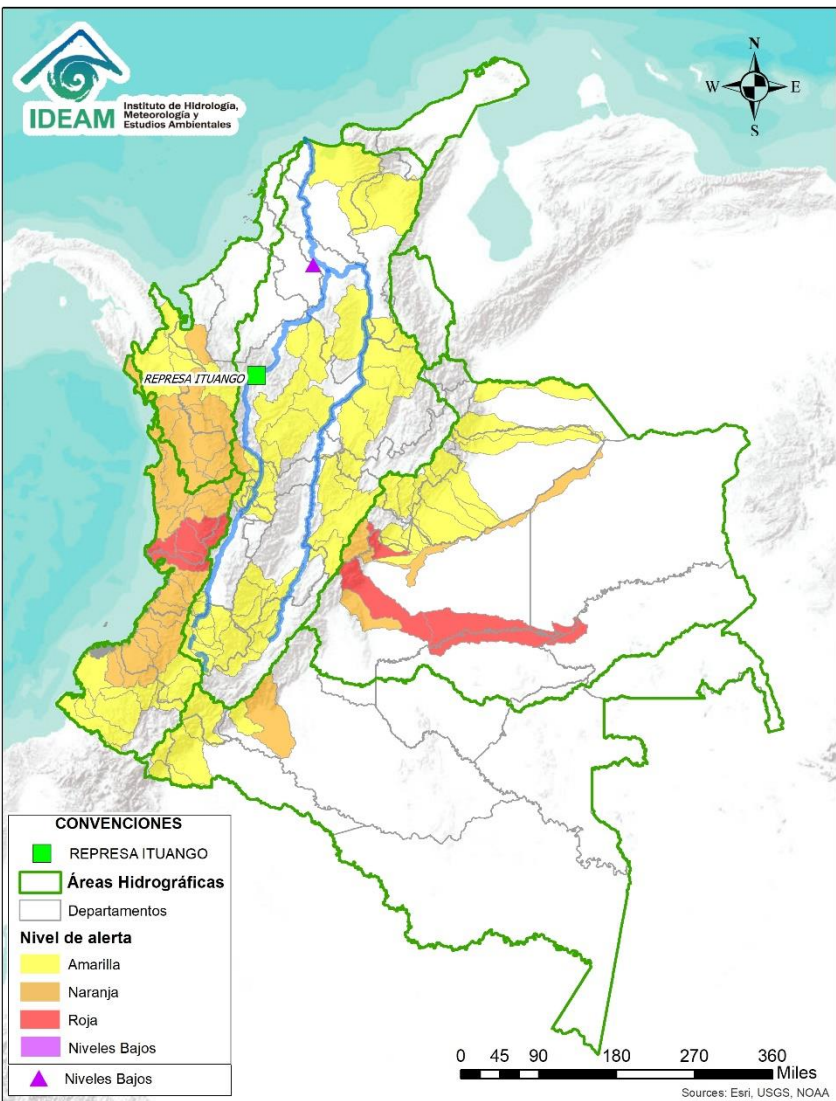 IDEAM
Instituto de Hidrología,
Meteorología y
Estudios Ambientales
N
W
E
S
REPRESA ITUANGO
CONVENCIONES
REPRESA ITUANGO
Áreas Hidrográficas
Departamentos
Nivel de alerta
Amarilla
Naranja
Roja
Niveles Bajos
Niveles Bajos
0 45 90 180 270 360
Miles
Sources: Esri, USGS, NOAA